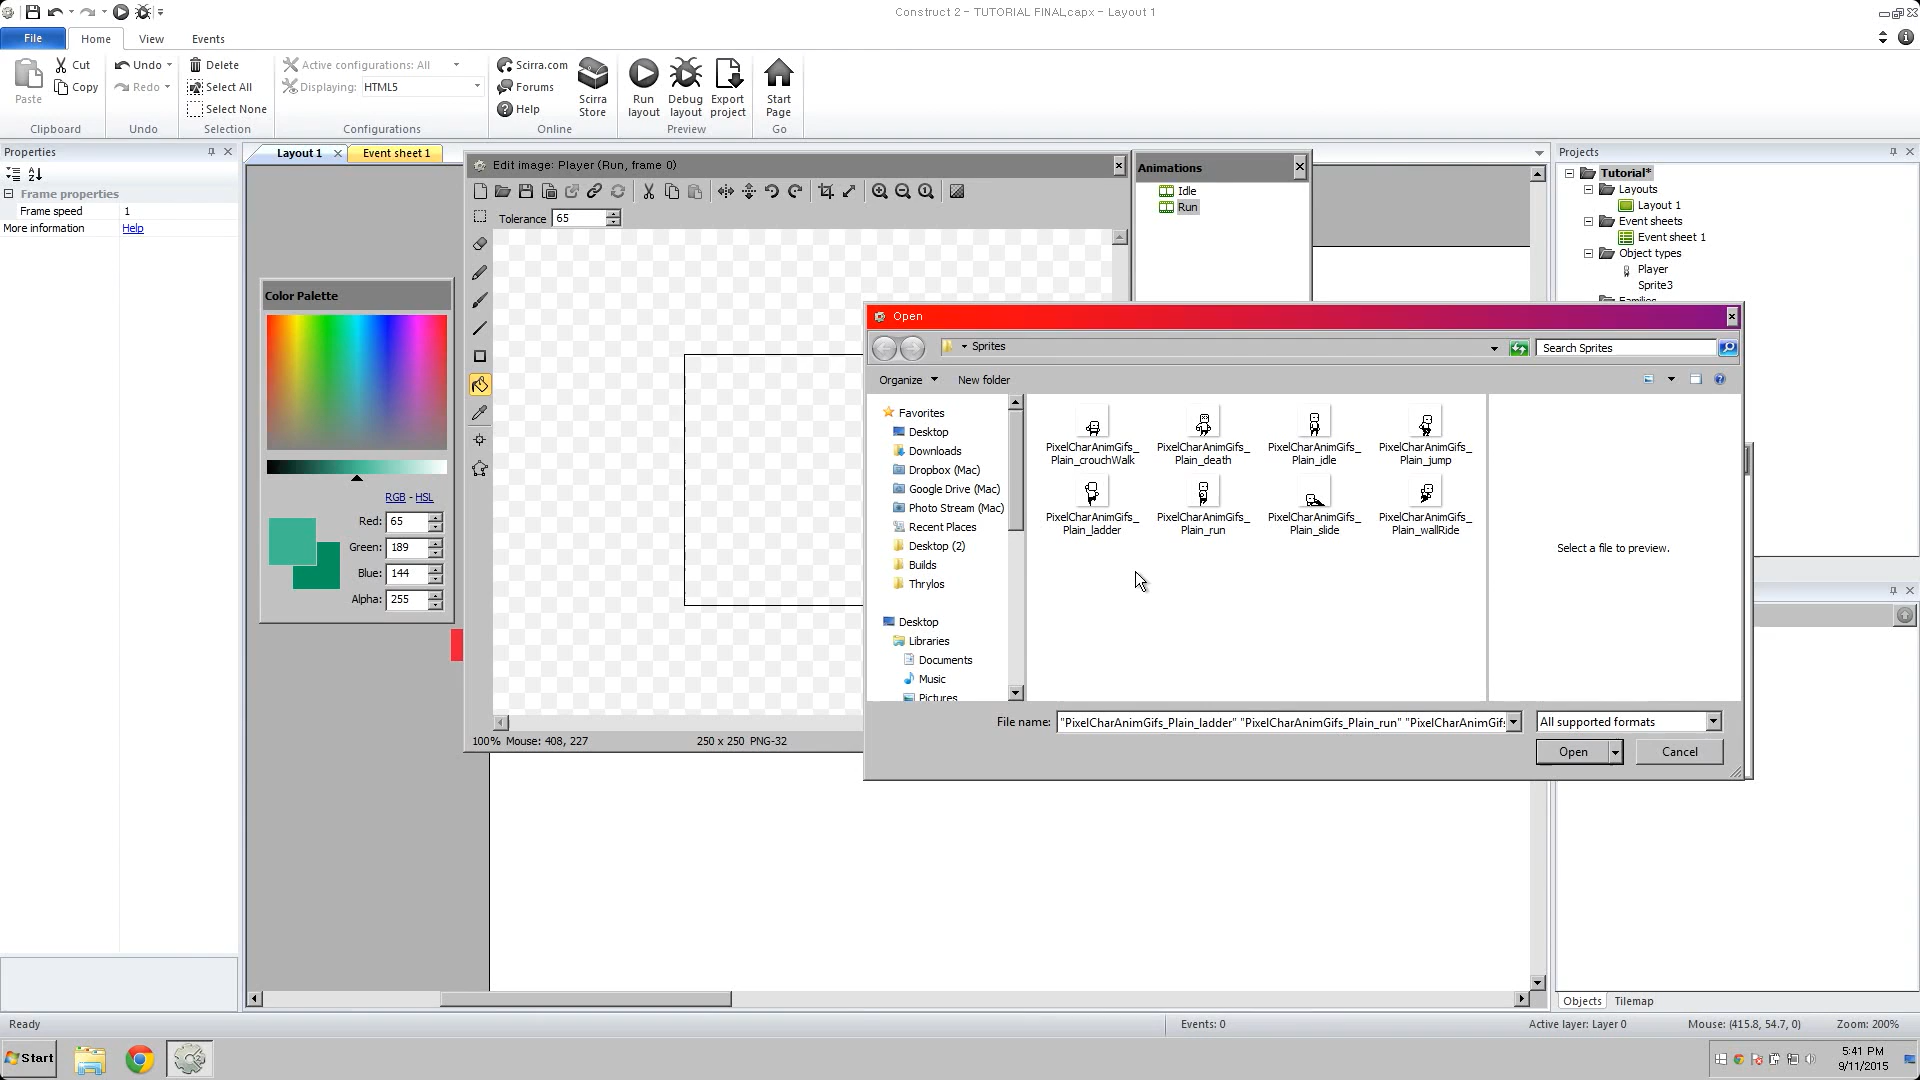 Construct 2 - TUTORIAL FINAL.capx - Layout 1
File Home View Events
Paste Cut Copy Clipboard
Undo Redo Undo
Delete Select All Select None Selection
Active configurations: All
Displaying: HTML5
Configurations
Scirra.com Forums Help Online
Scirra Store
Run layout Debug layout Export project Preview
Start Page Go
Properties
Frame properties
Frame speed 1
More information Help
Layout 1 Event sheet 1
Color Palette
RGB - HSL
Red: 65
Green: 189
Blue: 144
Alpha: 255
Edit image: Player (Run, frame 0)
Tolerance 65
100% Mouse: 408, 227 250 x 250 PNG-32
Animations
Idle
Run
Open
Sprites
Search Sprites
Organize New folder
Favorites
Desktop
Downloads
Dropbox (Mac)
Google Drive (Mac)
Photo Stream (Mac)
Recent Places
Desktop (2)
Builds
Thrylos
Desktop
Libraries
Documents
Music
Pictures
PixelCharAnimGifs_Plain_crouchWalk
PixelCharAnimGifs_Plain_death
PixelCharAnimGifs_Plain_idle
PixelCharAnimGifs_Plain_jump
PixelCharAnimGifs_Plain_ladder
PixelCharAnimGifs_Plain_run
PixelCharAnimGifs_Plain_slide
PixelCharAnimGifs_Plain_wallRide
Select a file to preview.
File name: "PixelCharAnimGifs_Plain_ladder" "PixelCharAnimGifs_Plain_run" "PixelCharAnimGif
All supported formats
Open Cancel
Projects
Tutorial*
Layouts
Layout 1
Event sheets
Event sheet 1
Object types
Player
Sprite3
Families
Objects Tilemap
Ready Events: 0 Active layer: Layer 0 Mouse: (415.8, 54.7, 0) Zoom: 200%
Start
5:41 PM
9/11/2015